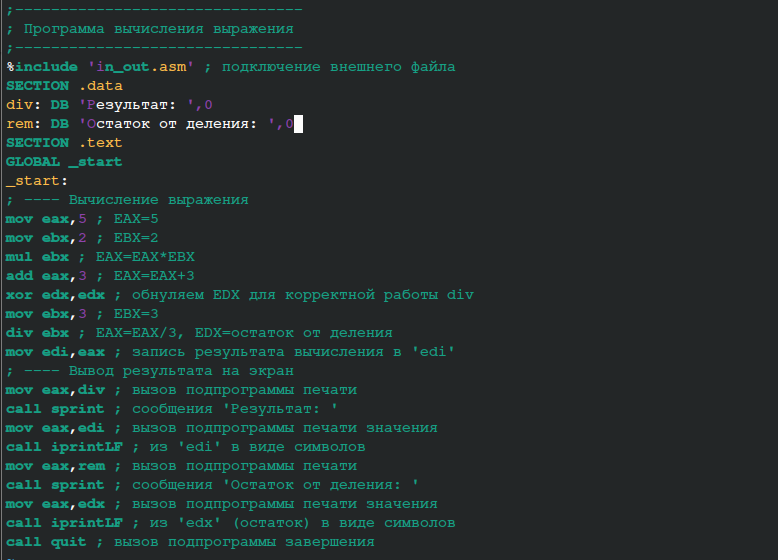 ;--------------------------------
; Программа вычисления выражения
;--------------------------------
%include 'in_out.asm' ; подключение внешнего файла
SECTION .data
div: DB 'Результат: ',0
rem: DB 'Остаток от деления: ',0
SECTION .text
GLOBAL _start
_start:
; ---- Вычисление выражения
mov eax,5 ; EAX=5
mov ebx,2 ; EBX=2
mul ebx ; EAX=EAX*EBX
add eax,3 ; EAX=EAX+3
xor edx,edx ; обнуляем EDX для корректной работы div
mov ebx,3 ; EBX=3
div ebx ; EAX=EAX/3, EDX=остаток от деления
mov edi,eax ; запись результата вычисления в 'edi'
; ---- Вывод результата на экран
mov eax,div ; вызов подпрограммы печати
call sprint ; сообщения 'Результат: '
mov eax,edi ; вызов подпрограммы печати значения
call iprintLF ; из 'edi' в виде символов
mov eax,rem ; вызов подпрограммы печати
call sprint ; сообщения 'Остаток от деления: '
mov eax,edx ; вызов подпрограммы печати значения
call iprintLF ; из 'edx' (остаток) в виде символов
call quit ; вызов подпрограммы завершения